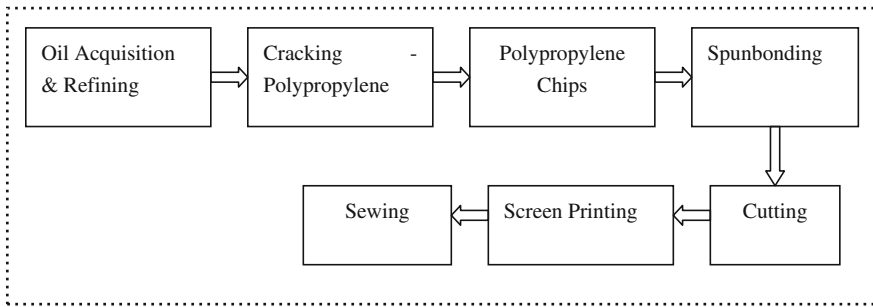 Oil Acquisition
& Refining
Cracking -
Polypropylene
Polypropylene
Chips
Spunbonding
Sewing
Screen Printing
Cutting